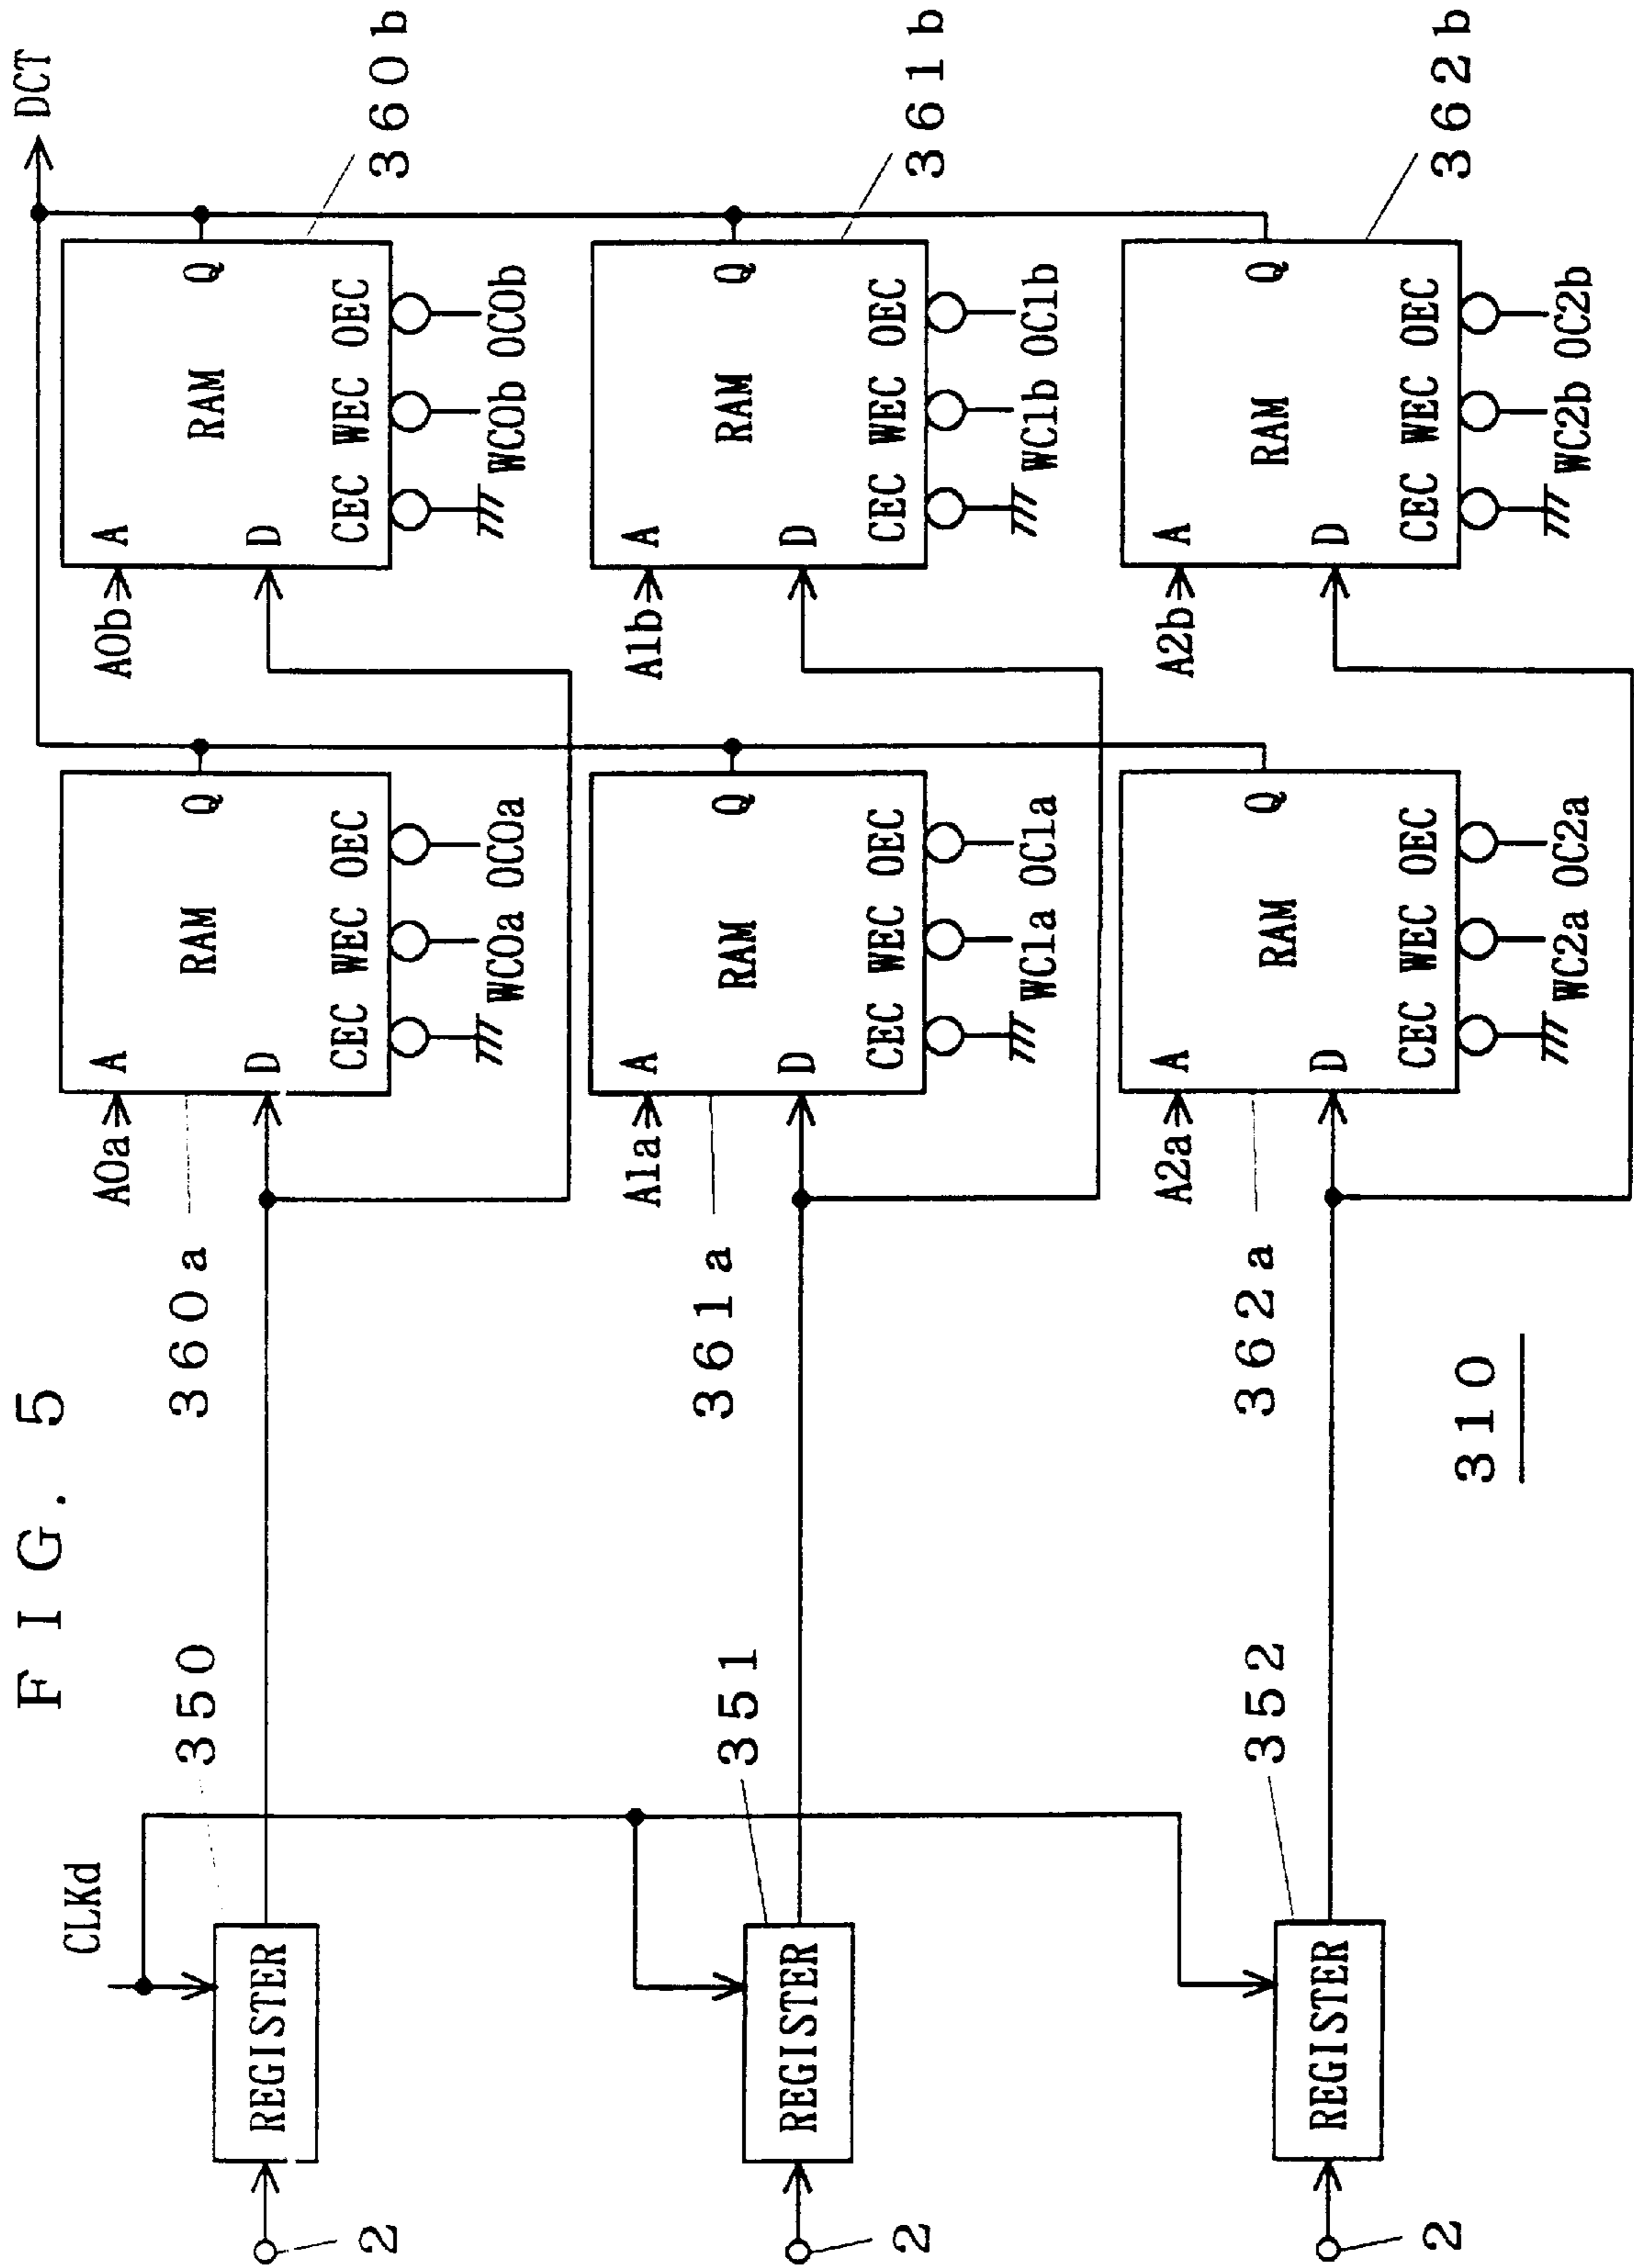 FIG. 5
DCT
CLKd
350
360a
360b
A0a
A
Q
RAM
D
CEC WEC OEC
WC0a OC0a
A0b
A
Q
RAM
D
CEC WEC OEC
WC0b OC0b
2
REGISTER
351
361a
361b
A1a
A
Q
RAM
D
CEC WEC OEC
WC1a OC1a
A1b
A
Q
RAM
D
CEC WEC OEC
WC1b OC1b
2
REGISTER
352
362a
362b
A2a
A
Q
RAM
D
CEC WEC OEC
WC2a OC2a
A2b
A
Q
RAM
D
CEC WEC OEC
WC2b OC2b
2
REGISTER
310